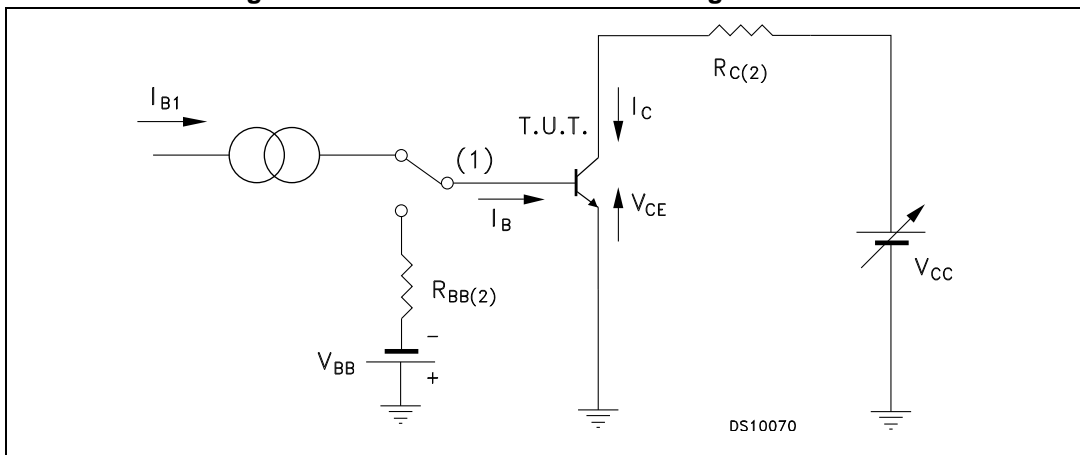 R_C(2)
I_B1
I_C
T.U.T.
(1)
V_CE
I_B
V_CC
R_BB(2)
−
V_BB
+
DS10070